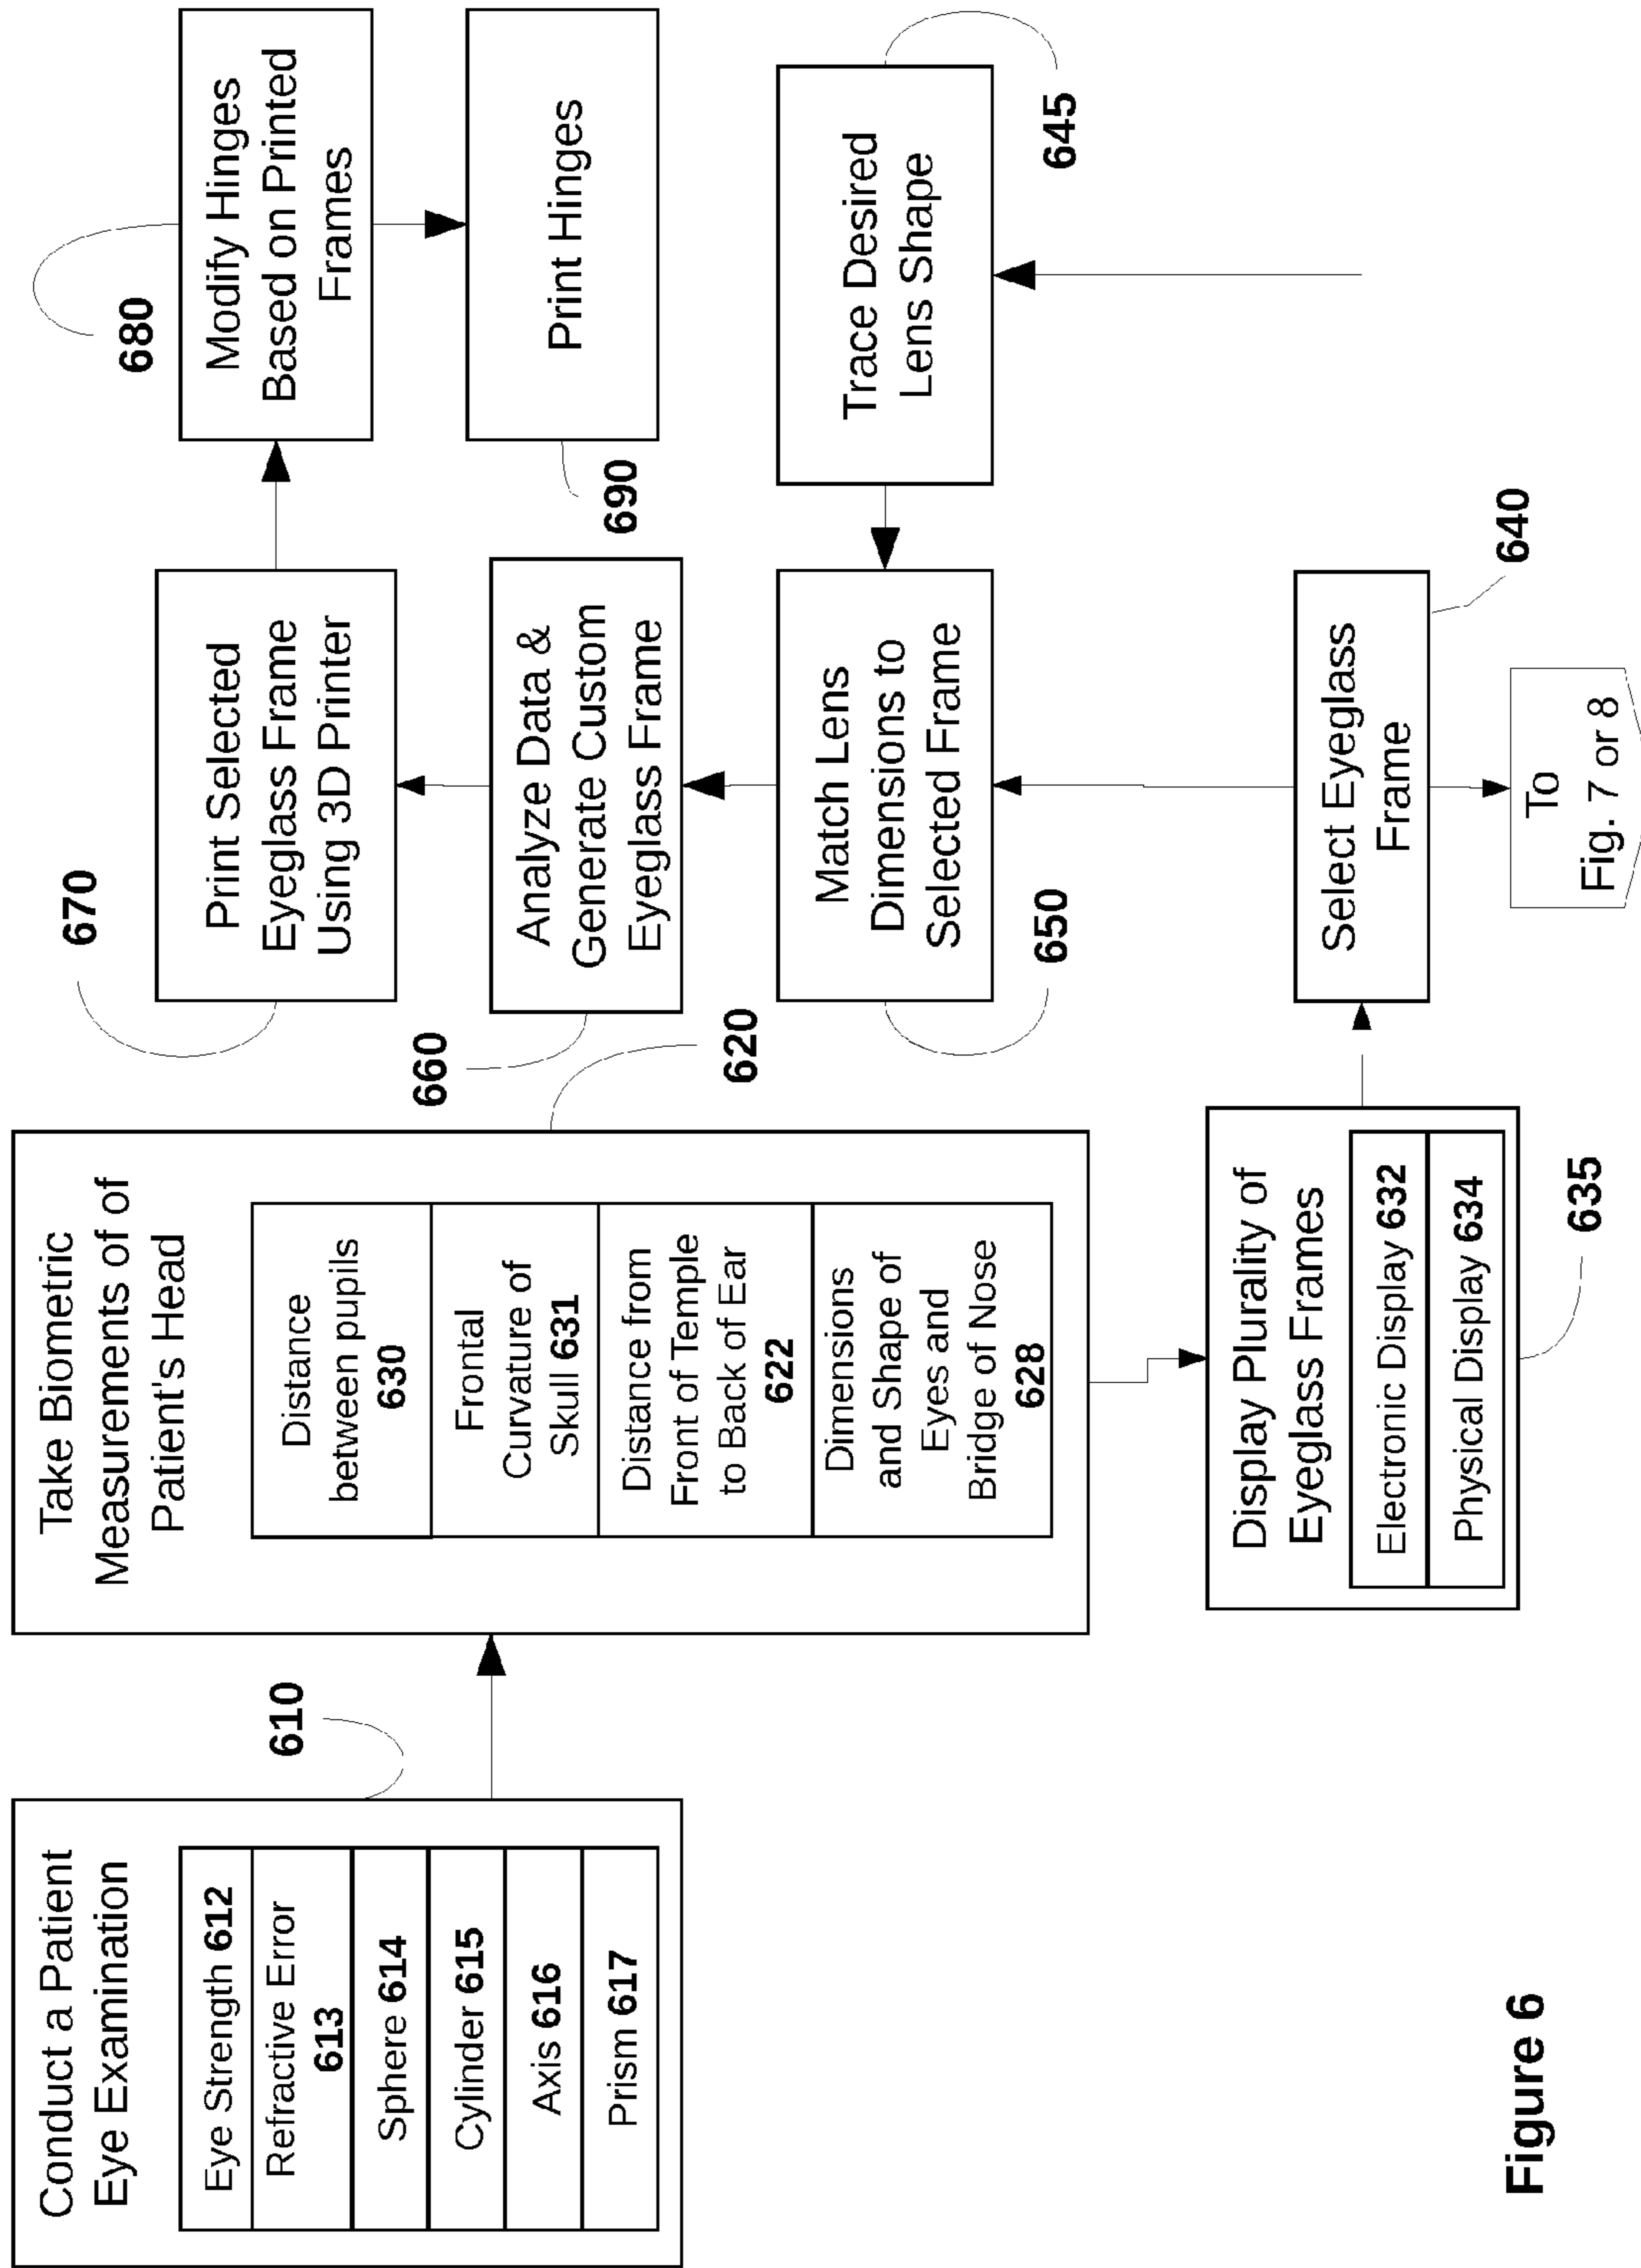 Conduct a Patient
Eye Examination
Eye Strength 612
Refractive Error
613
Sphere 614
Cylinder 615
Axis 616
Prism 617
610
Take Biometric
Measurements of of
Patient's Head
Distance
between pupils
630
Frontal
Curvature of
Skull 631
Distance from
Front of Temple
to Back of Ear
622
Dimensions
and Shape of
Eyes and
Bridge of Nose
628
620
Display Plurality of
Eyeglass Frames
Electronic Display 632
Physical Display 634
635
Select Eyeglass
Frame
640
To
Fig. 7 or 8
Trace Desired
Lens Shape
645
Match Lens
Dimensions to
Selected Frame
650
Analyze Data &
Generate Custom
Eyeglass Frame
660
Print Selected
Eyeglass Frame
Using 3D Printer
670
Modify Hinges
Based on Printed
Frames
680
Print Hinges
690
Figure 6